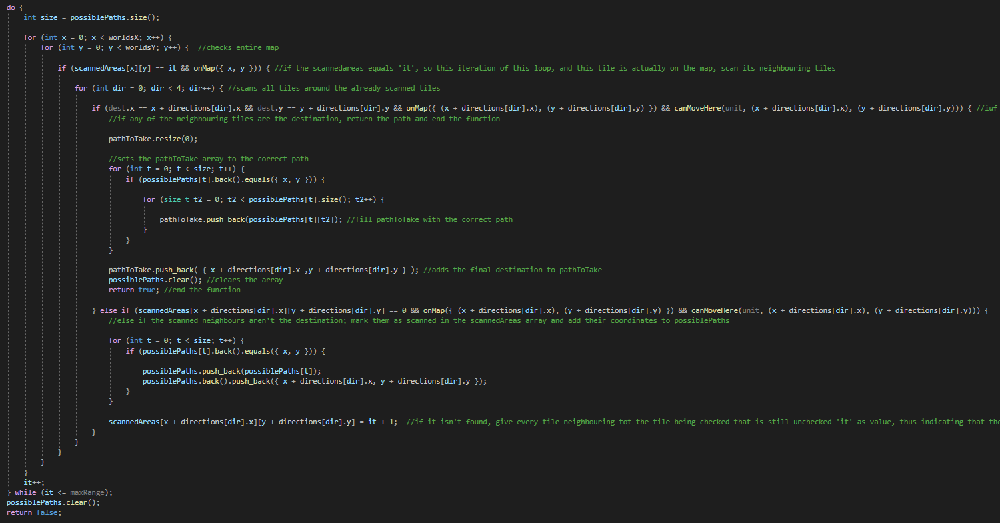 do {
    int size = possiblePaths.size();

    for (int x = 0; x < worldsX; x++) {
        for (int y = 0; y < worldsY; y++) {  //checks entire map

            if (scannedAreas[x][y] == it && onMap({ x, y })) { //if the scannedareas equals 'it', so this iteration of this loop, and this tile is actually on the map, scan its neighbouring tiles

                for (int dir = 0; dir < 4; dir++) { //scans all tiles around the already scanned tiles

                    if (dest.x == x + directions[dir].x && dest.y == y + directions[dir].y && onMap({ (x + directions[dir].x), (y + directions[dir].y) }) && canMoveHere(unit, (x + directions[dir].x), (y + directions[dir].y))) { //iuf
                        //if any of the neighbouring tiles are the destination, return the path and end the function

                        pathToTake.resize(0);

                        //sets the pathToTake array to the correct path
                        for (int t = 0; t < size; t++) {
                            if (possiblePaths[t].back().equals({ x, y })) {

                                for (size_t t2 = 0; t2 < possiblePaths[t].size(); t2++) {

                                    pathToTake.push_back(possiblePaths[t][t2]); //fill pathToTake with the correct path
                                }
                            }
                        }

                        pathToTake.push_back( { x + directions[dir].x ,y + directions[dir].y } ); //adds the final destination to pathToTake
                        possiblePaths.clear(); //clears the array
                        return true; //end the function

                    } else if (scannedAreas[x + directions[dir].x][y + directions[dir].y] == 0 && onMap({ (x + directions[dir].x), (y + directions[dir].y) }) && canMoveHere(unit, (x + directions[dir].x), (y + directions[dir].y))) {
                        //else if the scanned neighbours aren't the destination; mark them as scanned in the scannedAreas array and add their coordinates to possiblePaths

                        for (int t = 0; t < size; t++) {
                            if (possiblePaths[t].back().equals({ x, y })) {

                                possiblePaths.push_back(possiblePaths[t]);
                                possiblePaths.back().push_back({ x + directions[dir].x, y + directions[dir].y });
                            }
                        }

                        scannedAreas[x + directions[dir].x][y + directions[dir].y] = it + 1;  //if it isn't found, give every tile neighbouring tot the tile being checked that is still unchecked 'it' as value, thus indicating that the
                    }
                }
            }
        }
    }
    it++;
} while (it <= maxRange);
possiblePaths.clear();
return false;